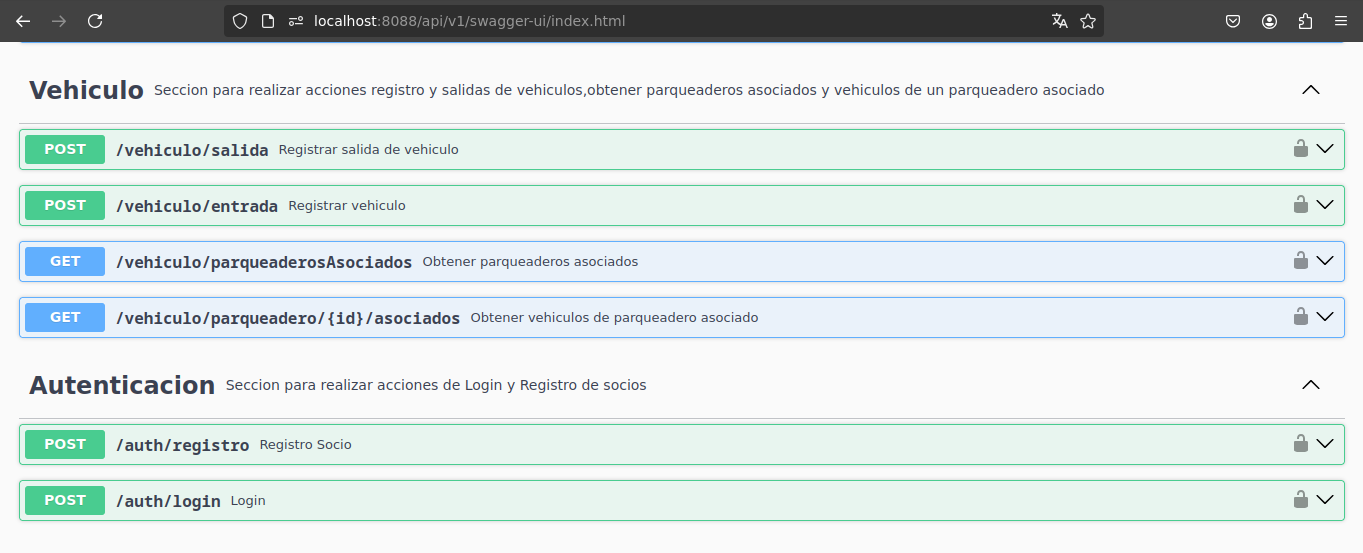 localhost:8088/api/v1/swagger-ui/index.html
Vehiculo Seccion para realizar acciones registro y salidas de vehiculos,obtener parqueaderos asociados y vehiculos de un parqueadero asociado
POST /vehiculo/salida Registrar salida de vehiculo
POST /vehiculo/entrada Registrar vehiculo
GET /vehiculo/parqueaderosAsociados Obtener parqueaderos asociados
GET /vehiculo/parqueadero/{id}/asociados Obtener vehiculos de parqueadero asociado
Autenticacion Seccion para realizar acciones de Login y Registro de socios
POST /auth/registro Registro Socio
POST /auth/login Login